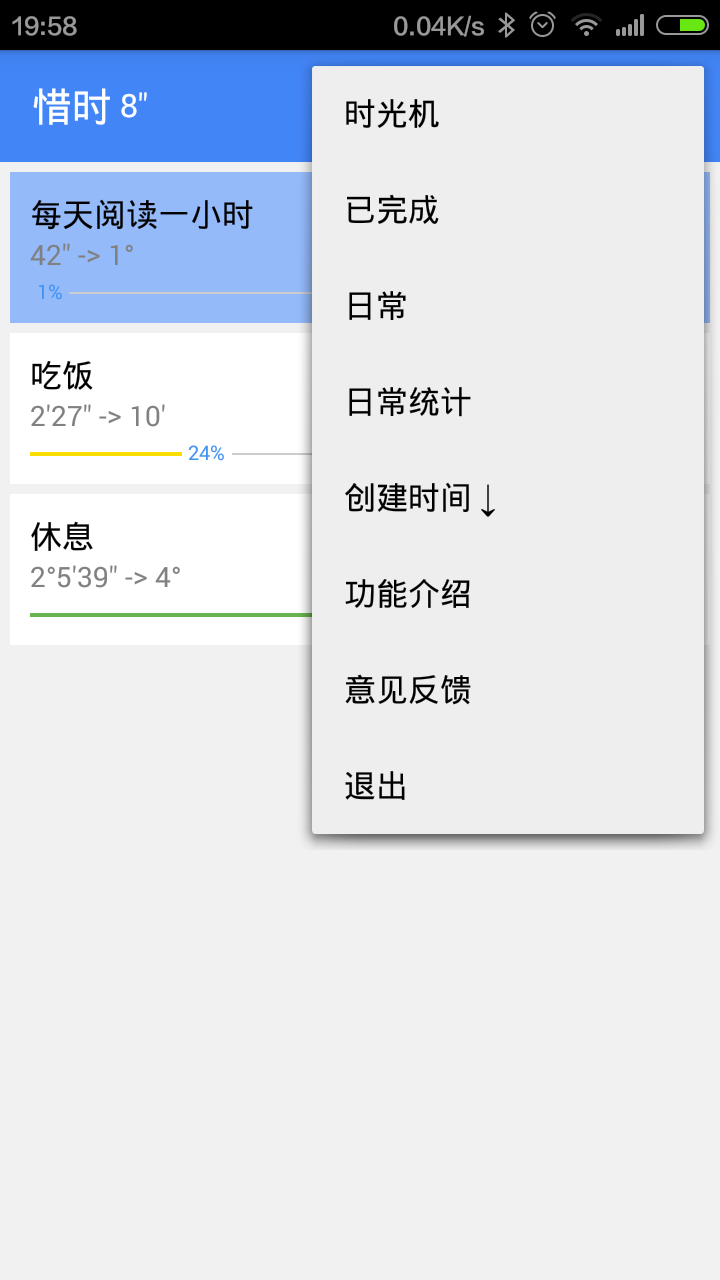 19:58
0.04K/s
惜时 8"
每天阅读一小时
42" -> 1°
1%
吃饭
2'27" -> 10'
24%
休息
2°5'39" -> 4°
时光机
已完成
日常
日常统计
创建时间↓
功能介绍
意见反馈
退出